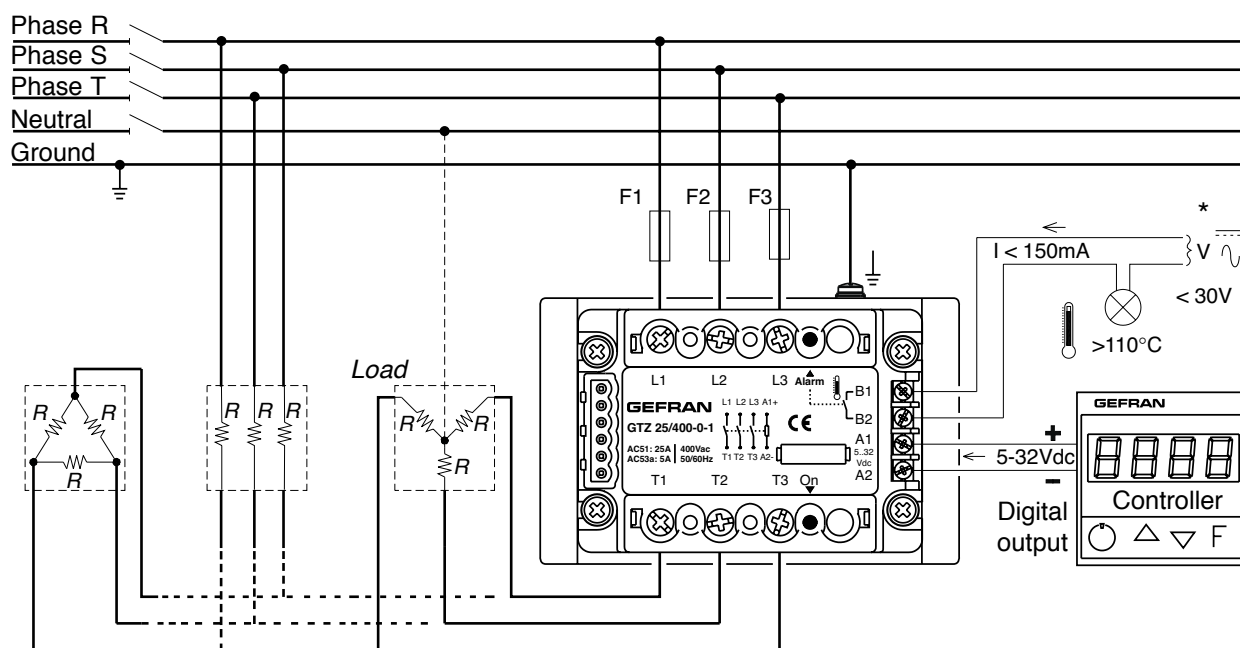 Phase R
Phase S
Phase T
Neutral
Ground
F1 F2 F3
*
I < 150mA V
< 30V
>110°C
Load
R R
R
R R R
R R
R
L1 L2 L3 Alarm
B1
B2
A1
5..32
Vdc
A2
GEFRAN
GTZ 25/400-0-1
AC51: 25A 400Vac
AC53a: 5A 50/60Hz
L1 L2 L3 A1+
T1 T2 T3 A2-
CE
T1 T2 T3 On
+
5-32Vdc
-
Digital
output
GEFRAN
8888
Controller
F